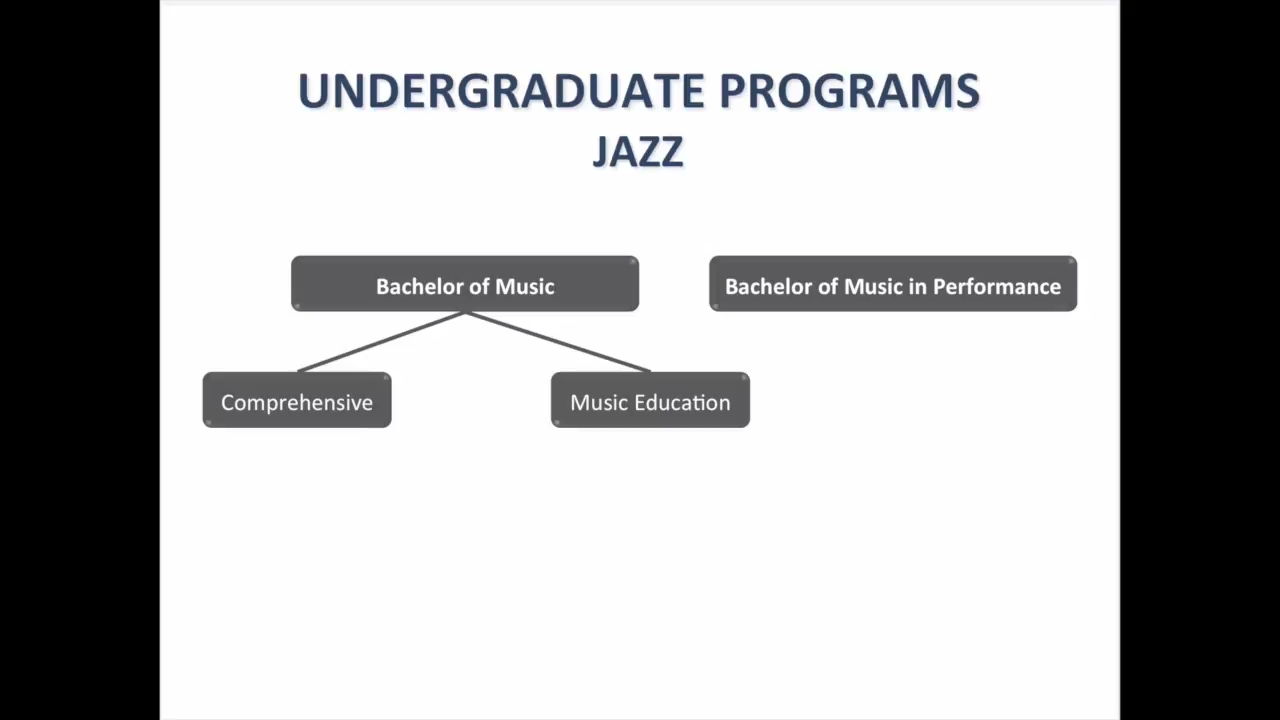 UNDERGRADUATE PROGRAMS
JAZZ
Bachelor of Music
Bachelor of Music in Performance
Comprehensive
Music Education